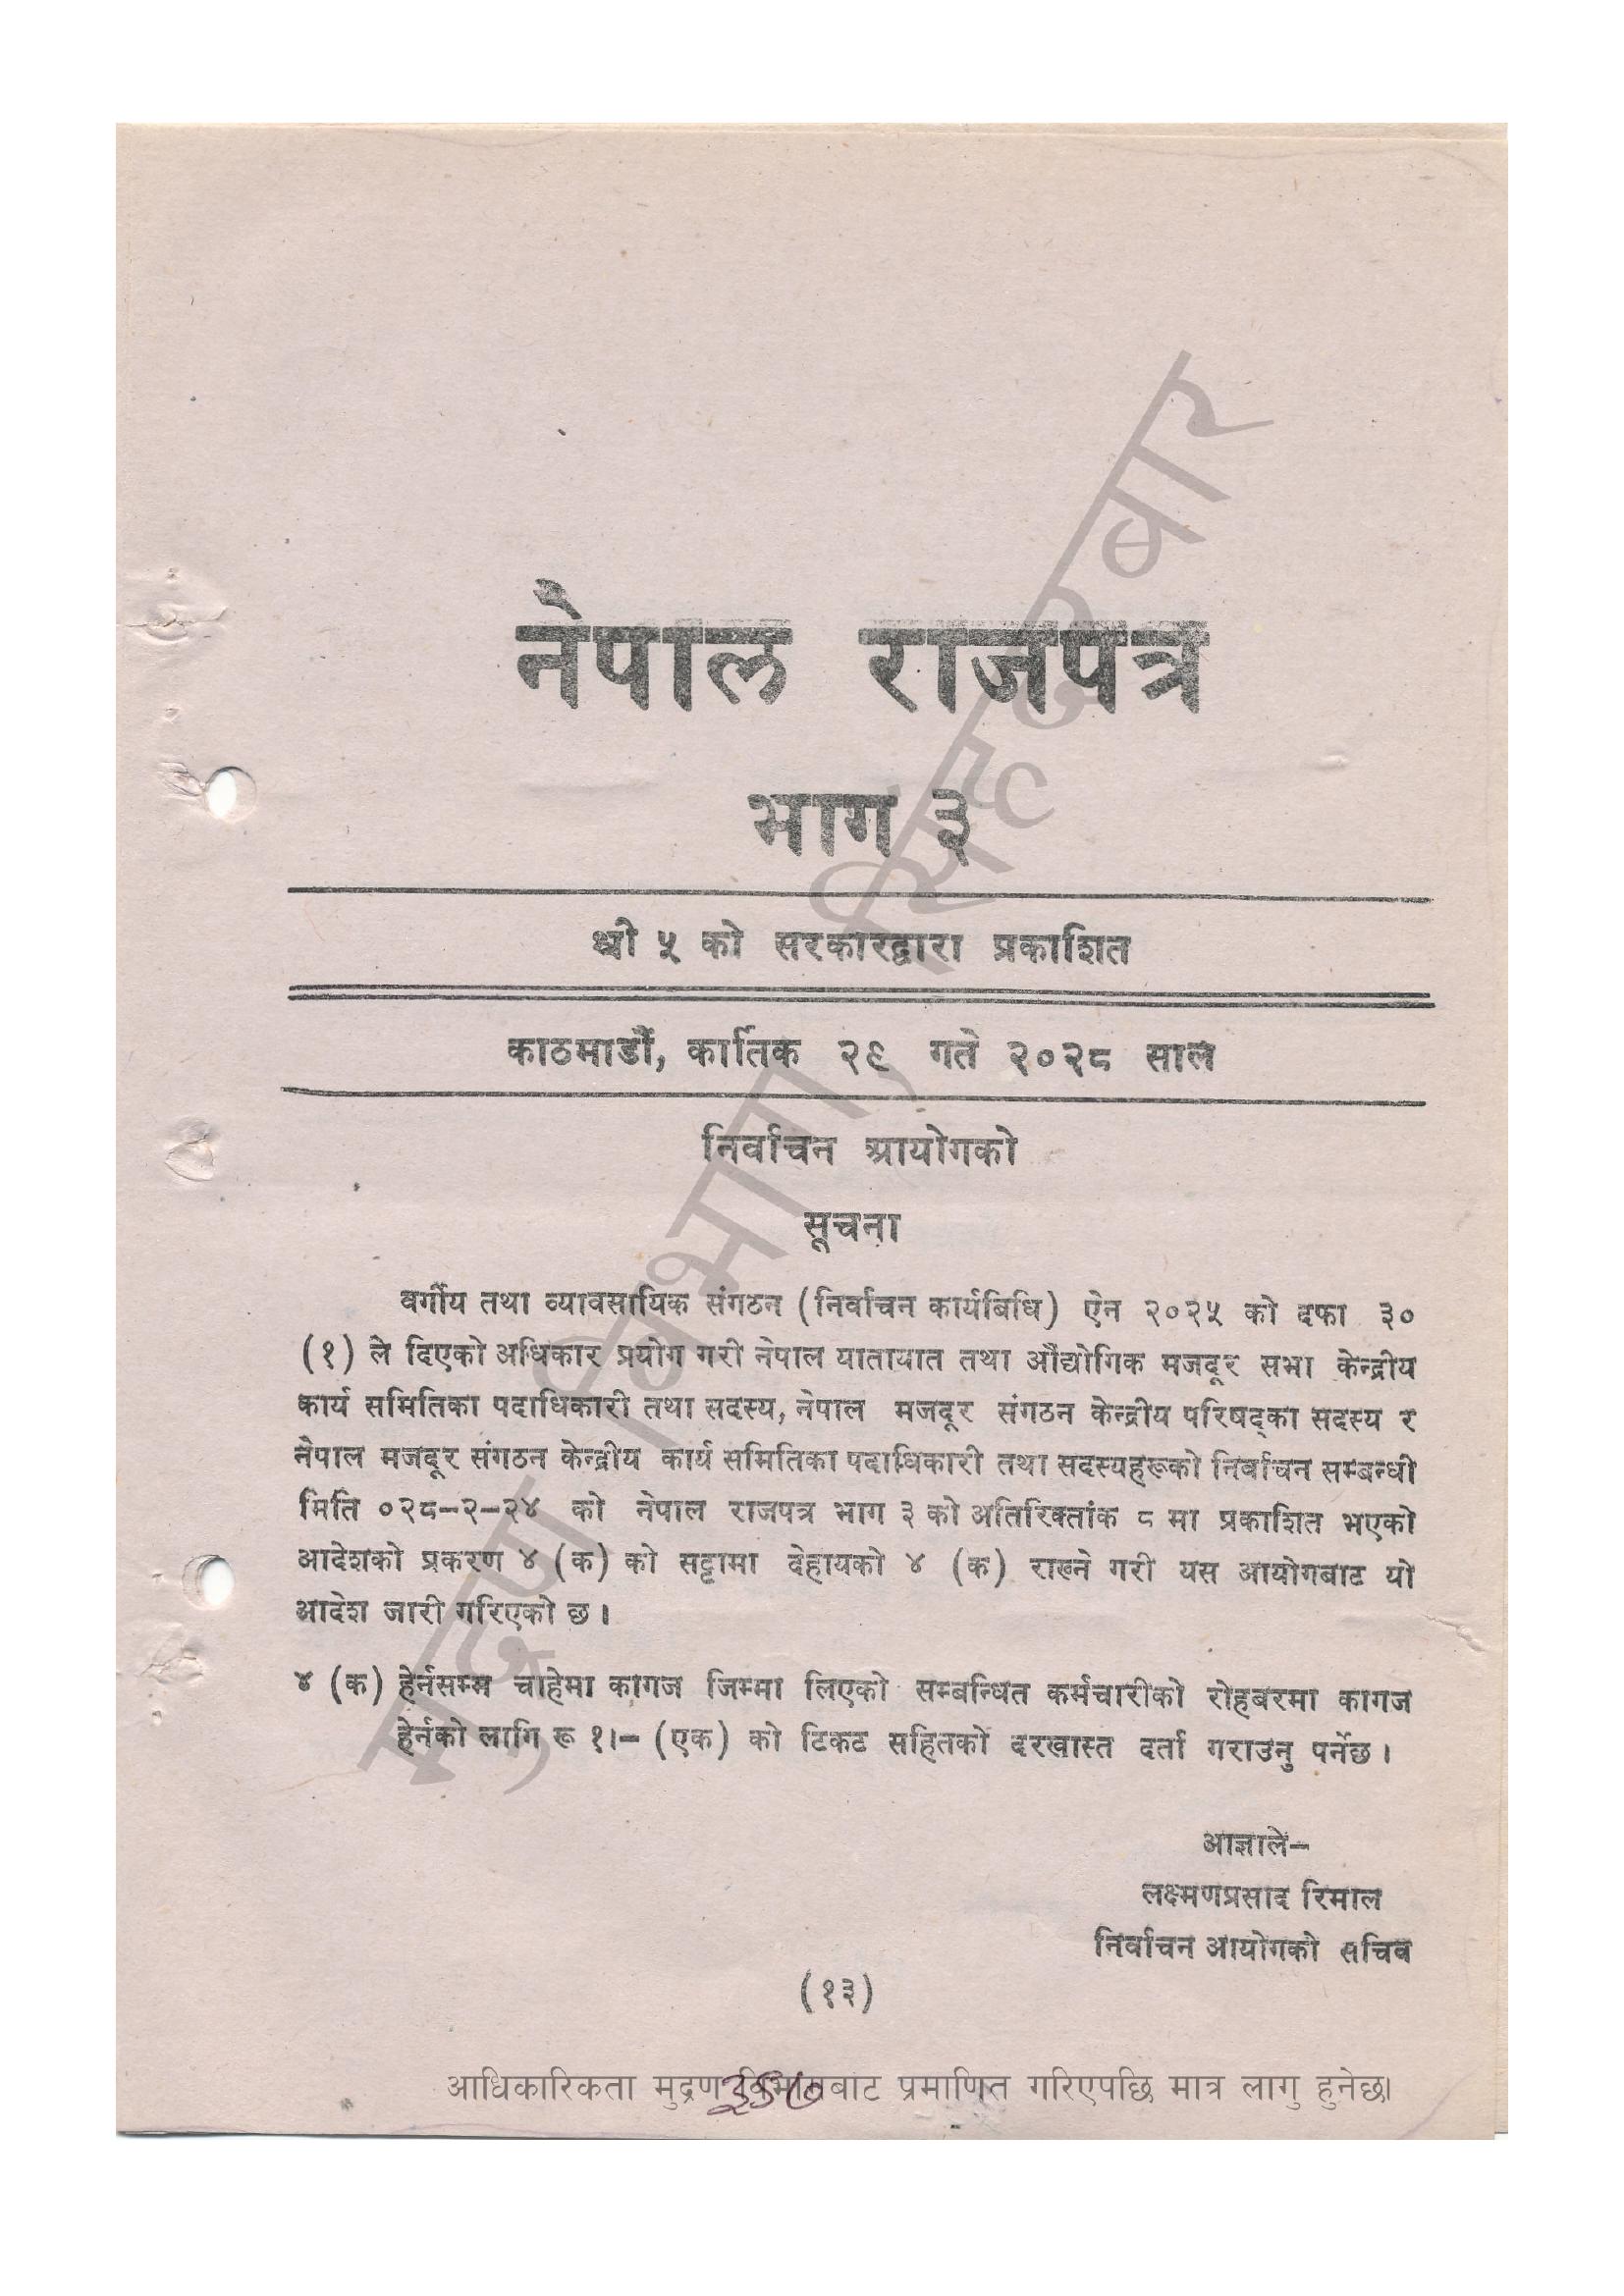 नेपाल राजपत्र
भाग ३
श्री ५ को सरकारद्वारा प्रकाशित
काठमाडौं, कार्तिक २९ गते २०२८ साल
निर्वाचन आयोगको
सूचना
वर्गीय तथा व्यावसायिक संगठन (निर्वाचन कार्यबिधि) ऐन २०२५ को दफा ३०
(१) ले दिएको अधिकार प्रयोग गरी नेपाल यातायात तथा औद्योगिक मजदूर सभा केन्द्रीय
कार्य समितिका पदाधिकारी तथा सदस्य, नेपाल मजदूर संगठन केन्द्रीय परिषद्का सदस्य र
नेपाल मजदूर संगठन केन्द्रीय कार्य समितिका पदाधिकारी तथा सदस्यहरूको निर्वाचन सम्बन्धी
मिति ०२८-२-२४ को नेपाल राजपत्र भाग ३ को अतिरिक्तांक ८ मा प्रकाशित भएको
आदेशको प्रकरण ४ (क) को सट्टामा देहायको ४ (क) राख्ने गरी यस आयोगबाट यो
आदेश जारी गरिएको छ ।
४ (क) हेर्नसम्म चाहेमा कागज जिम्मा लिएको सम्बन्धित कर्मचारीको रोहबरमा कागज
हेर्नको लागि रू १।- (एक) को टिकट सहितको दरखास्त दर्ता गराउनु पर्नेछ ।
आज्ञाले-
लक्ष्मणप्रसाद रिमाल
निर्वाचन आयोगको सचिव
(१३)
आधिकारिकता मुद्रण विभागबाट प्रमाणित गरिएपछि मात्र लागु हुनेछ।
मुद्रण विभाग, सिंहदरबार